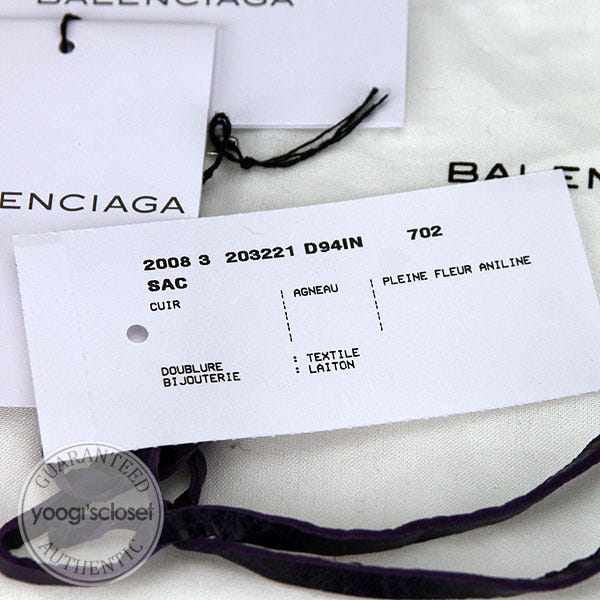 BALENCIAGA
ENCIAGA
BALEN
2008 3 203221 D94IN 702
SAC
CUIR AGNEAU PLEINE FLEUR ANILINE
DOUBLURE : TEXTILE
BIJOUTERIE : LAITON
GUARANTEED
yoogi'scloset
AUTHENTIC